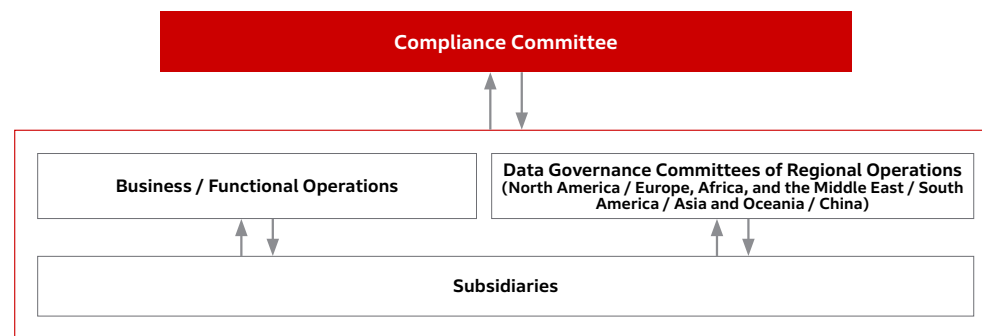 Compliance Committee
Business / Functional Operations
Data Governance Committees of Regional Operations
(North America / Europe, Africa, and the Middle East / South
America / Asia and Oceania / China)
Subsidiaries